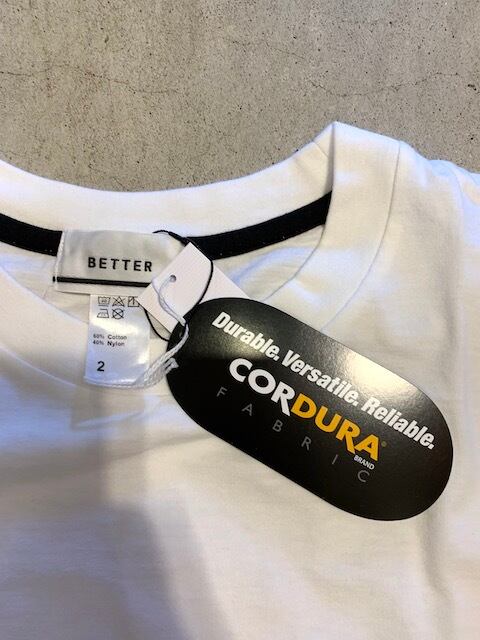 BETTER
60% Cotton
40% Nylon
2
Durable. Versatile. Reliable.
CORDURA®
BRAND
FABRIC